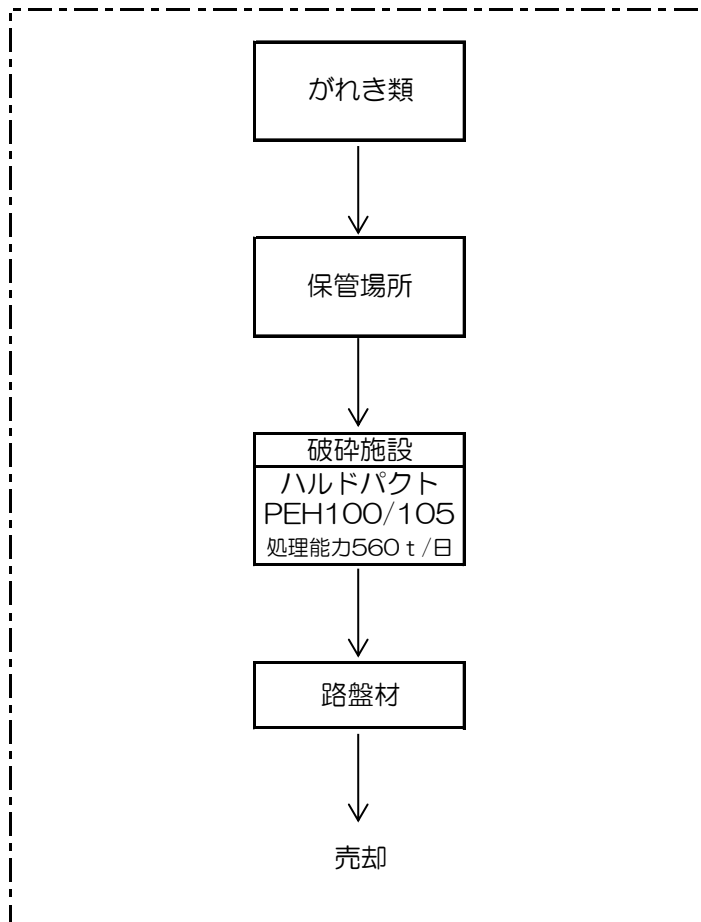 がれき類
保管場所
破砕施設
ハルドパクト
PEH100/105
処理能力560ｔ/日
路盤材
売却